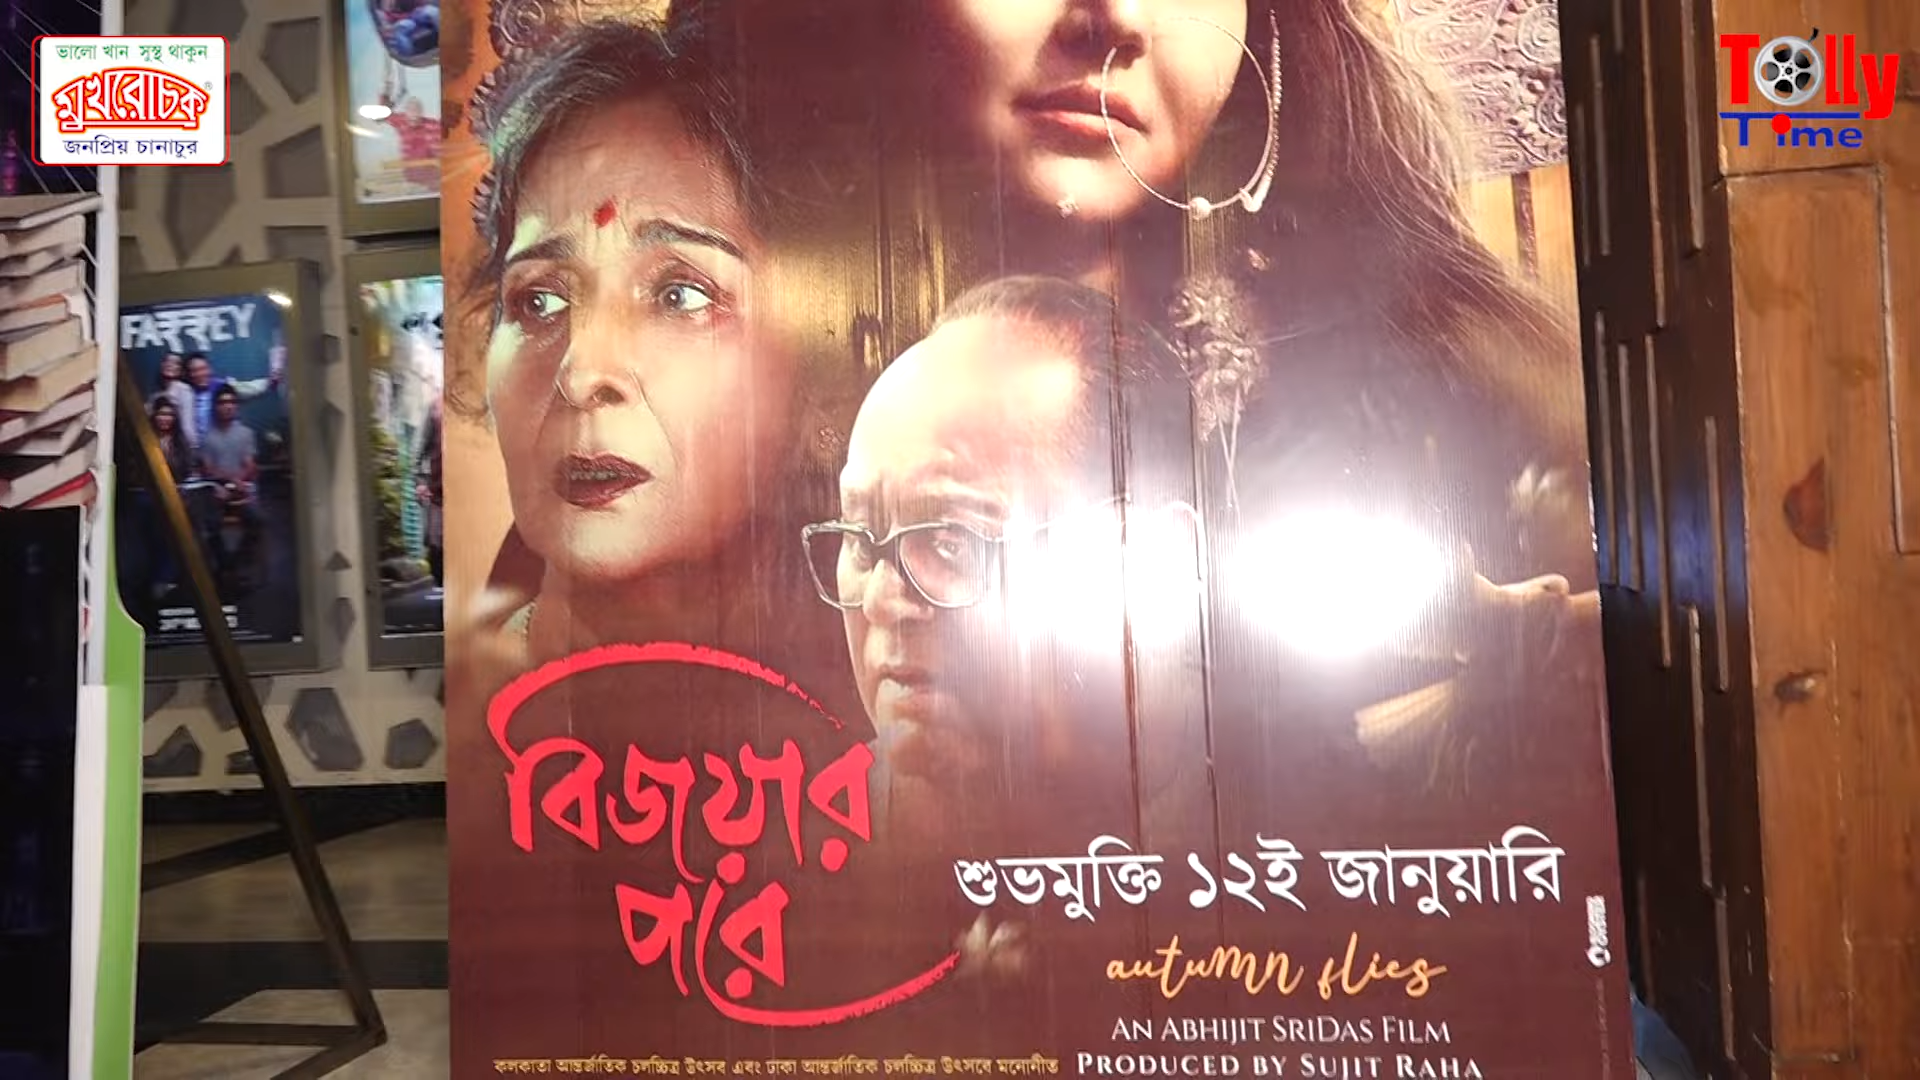 ভালো খান সুস্থ থাকুন
মুখরোচক
জনপ্রিয় চানাচুর
Tolly
Time
FARREY
বিজয়ার
পরে
শুভমুক্তি ১২ই জানুয়ারি
autumn flies
AN ABHIJIT SRIDAS FILM
PRODUCED BY SUJIT RAHA
কলকাতা আন্তর্জাতিক চলচ্চিত্র উৎসব এবং ঢাকা আন্তর্জাতিক চলচ্চিত্র উৎসবে মনোনীত